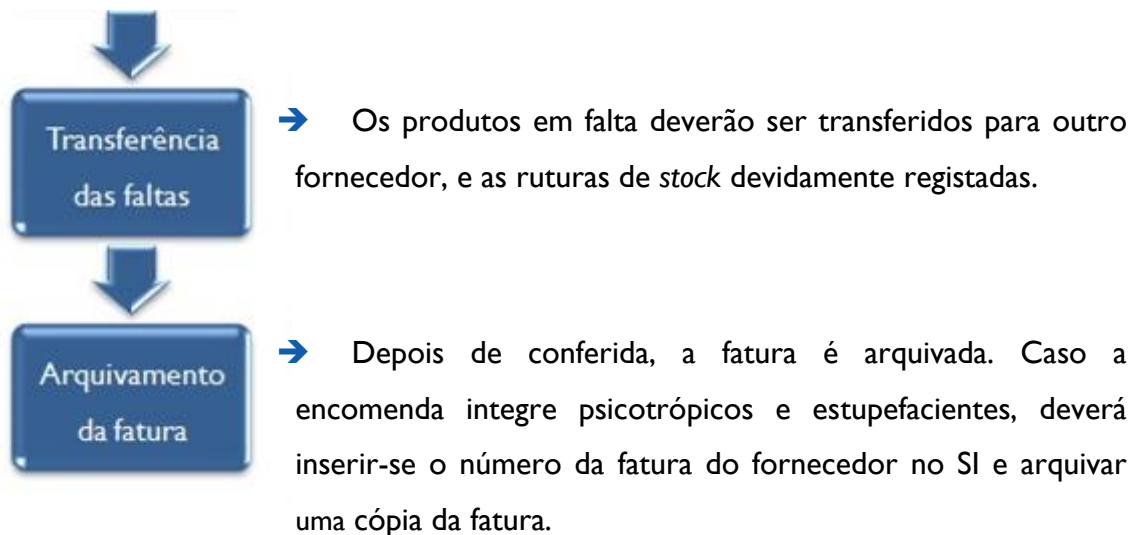 Transferência
das faltas
➔ Os produtos em falta deverão ser transferidos para outro
fornecedor, e as ruturas de stock devidamente registadas.
Arquivamento
da fatura
➔ Depois de conferida, a fatura é arquivada. Caso a
encomenda integre psicotrópicos e estupefacientes, deverá
inserir-se o número da fatura do fornecedor no SI e arquivar
uma cópia da fatura.